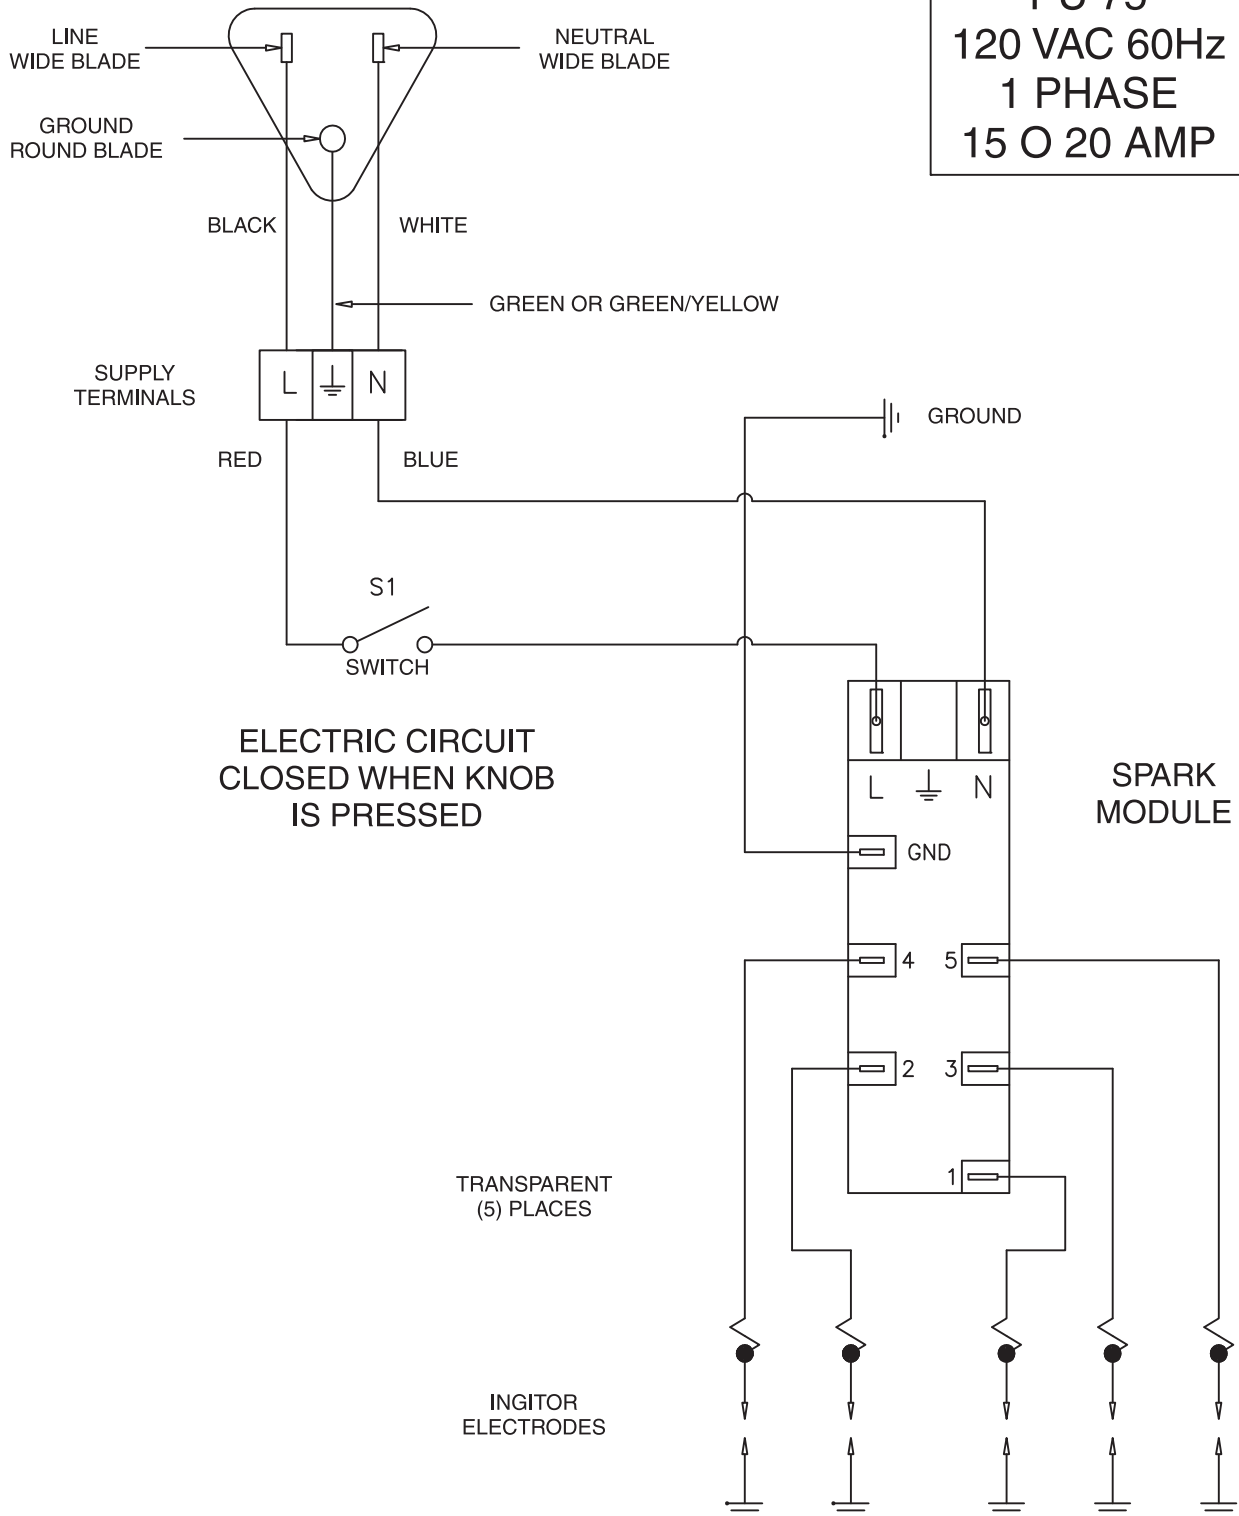 LINE
WIDE BLADE
NEUTRAL
WIDE BLADE
120 VAC 60Hz
1 PHASE
15 O 20 AMP
GROUND
ROUND BLADE
BLACK
WHITE
GREEN OR GREEN/YELLOW
SUPPLY
TERMINALS
L
N
GROUND
RED
BLUE
S1
SWITCH
ELECTRIC CIRCUIT
CLOSED WHEN KNOB
IS PRESSED
L
N
SPARK
MODULE
GND
4
5
2
3
1
TRANSPARENT
(5) PLACES
INGITOR
ELECTRODES